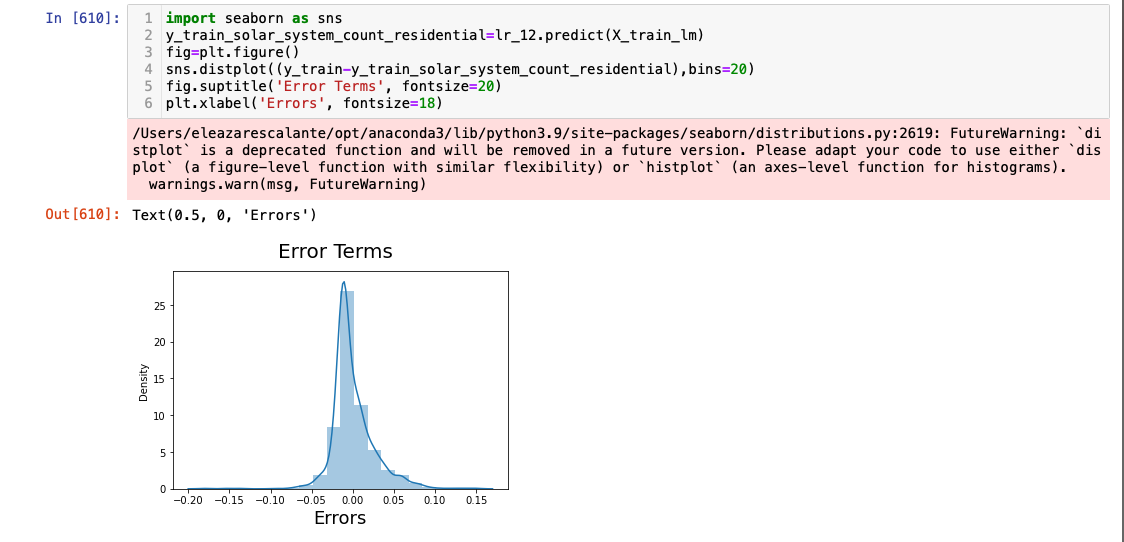 In [610]:
1 import seaborn as sns
2 y_train_solar_system_count_residential=lr_12.predict(X_train_lm)
3 fig=plt.figure()
4 sns.distplot((y_train-y_train_solar_system_count_residential),bins=20)
5 fig.suptitle('Error Terms', fontsize=20)
6 plt.xlabel('Errors', fontsize=18)
/Users/eleazarescalante/opt/anaconda3/lib/python3.9/site-packages/seaborn/distributions.py:2619: FutureWarning: `di
stplot` is a deprecated function and will be removed in a future version. Please adapt your code to use either `dis
plot` (a figure-level function with similar flexibility) or `histplot` (an axes-level function for histograms).
  warnings.warn(msg, FutureWarning)
Out[610]: Text(0.5, 0, 'Errors')
Error Terms
25
20
15
10
5
0
Density
−0.20 −0.15 −0.10 −0.05 0.00 0.05 0.10 0.15
Errors